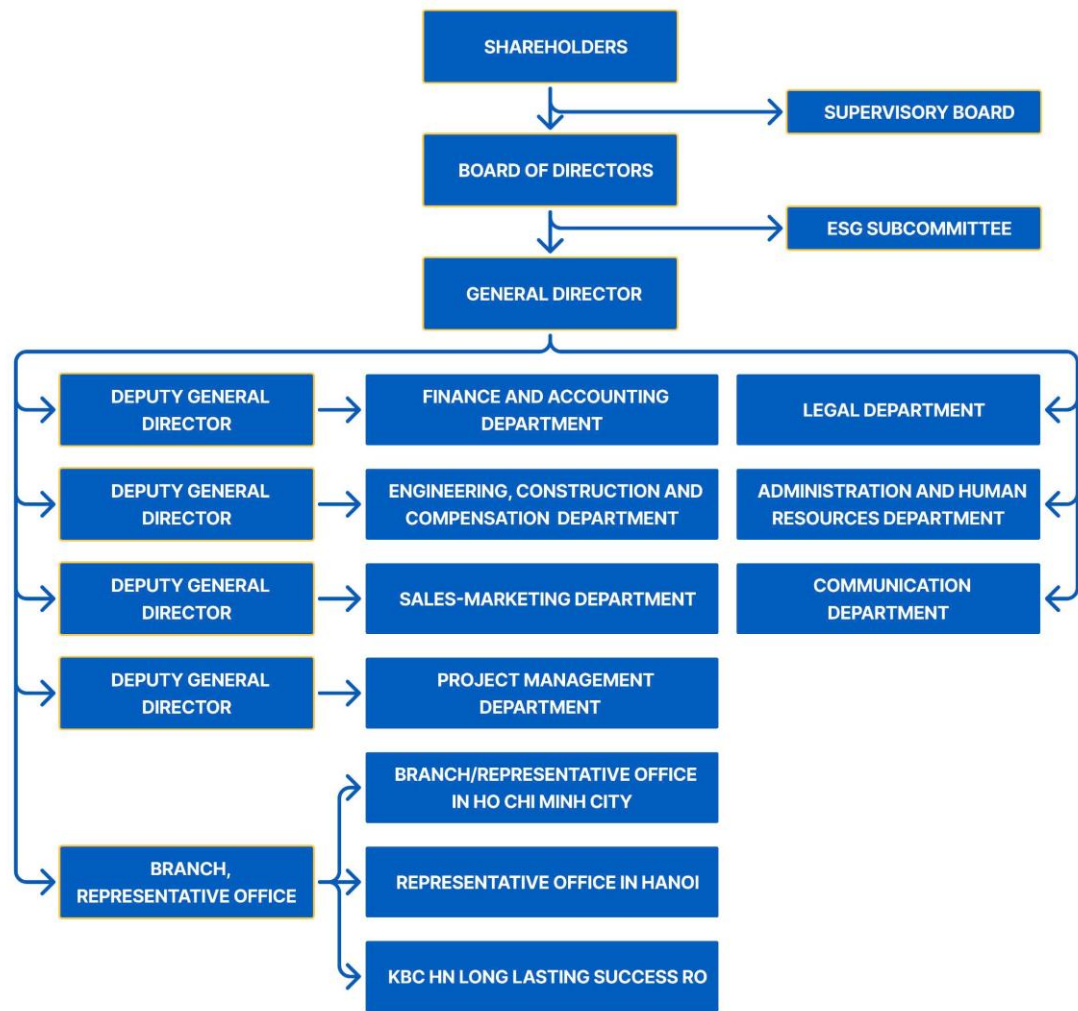 SHAREHOLDERS
SUPERVISORY BOARD
BOARD OF DIRECTORS
ESG SUBCOMMITTEE
GENERAL DIRECTOR
DEPUTY GENERAL
DIRECTOR
FINANCE AND ACCOUNTING
DEPARTMENT
LEGAL DEPARTMENT
DEPUTY GENERAL
DIRECTOR
ENGINEERING, CONSTRUCTION AND
COMPENSATION DEPARTMENT
ADMINISTRATION AND HUMAN
RESOURCES DEPARTMENT
DEPUTY GENERAL
DIRECTOR
SALES-MARKETING DEPARTMENT
COMMUNICATION
DEPARTMENT
DEPUTY GENERAL
DIRECTOR
PROJECT MANAGEMENT
DEPARTMENT
BRANCH,
REPRESENTATIVE OFFICE
BRANCH/REPRESENTATIVE OFFICE
IN HO CHI MINH CITY
REPRESENTATIVE OFFICE IN HANOI
KBC HN LONG LASTING SUCCESS RO